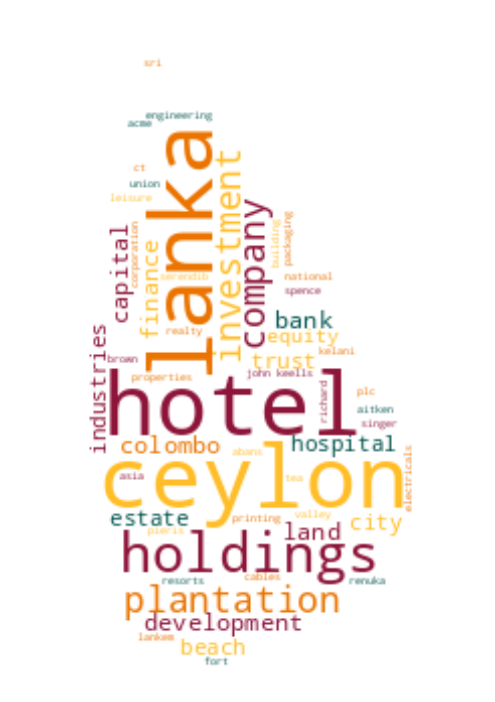 sri
engineering
acme
lanka
investment
ct
union
leisure
company
capital
corporation
finance
serendib
building
packaging
national
spence
bank
equity
realty
trust
kelani
industries
brown
john keells
properties
hotel
richard
plc
aitken
singer
colombo
hospital
abans
ceylon
electricals
asia
tea
estate
printing
valley
city
pieris
land
holdings
resorts
cables
renuka
plantation
development
lankem
beach
fort